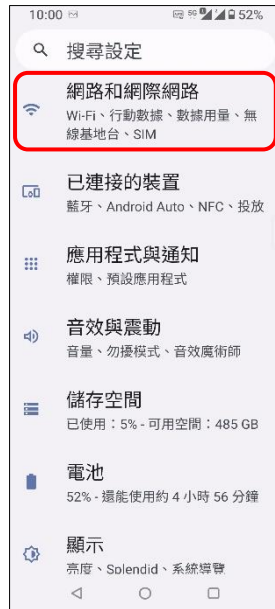 10:00 5G 52%
搜尋設定
網路和網際網路
Wi-Fi、行動數據、數據用量、無
線基地台、SIM
已連接的裝置
藍牙、Android Auto、NFC、投放
應用程式與通知
權限、預設應用程式
音效與震動
音量、勿擾模式、音效魔術師
儲存空間
已使用：5% - 可用空間：485 GB
電池
52% - 還能使用約 4 小時 56 分鐘
顯示
亮度、Solendid、系統導覽